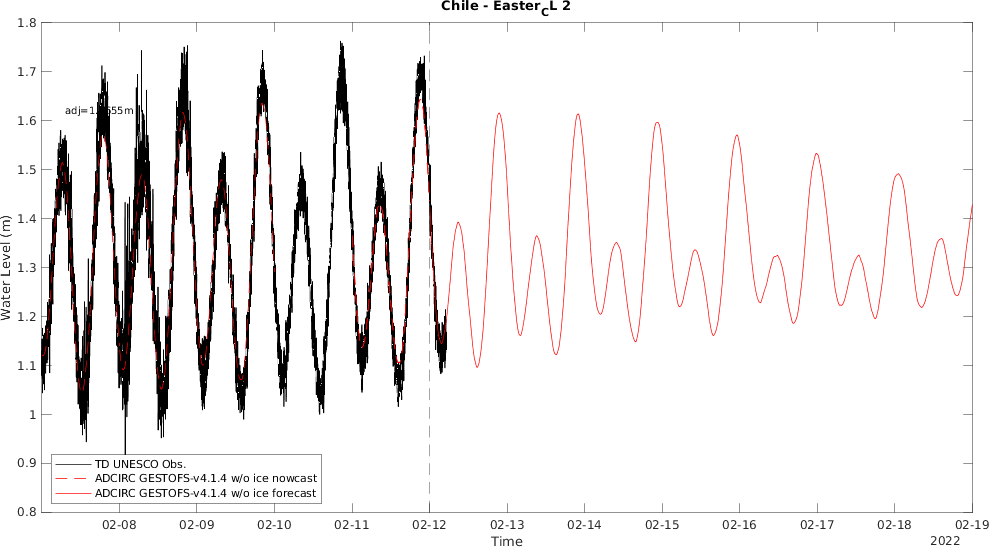 Chile - Easter_CL 2
Water Level (m)
1.8
1.7
1.6
1.5
1.4
1.3
1.2
1.1
1
0.9
0.8
TD UNESCO Obs.
ADCIRC GESTOFS-v4.1.4 w/o ice nowcast
ADCIRC GESTOFS-v4.1.4 w/o ice forecast
02-08 02-09 02-10 02-11 02-12 02-13 02-14 02-15 02-16 02-17 02-18 02-19
Time
2022